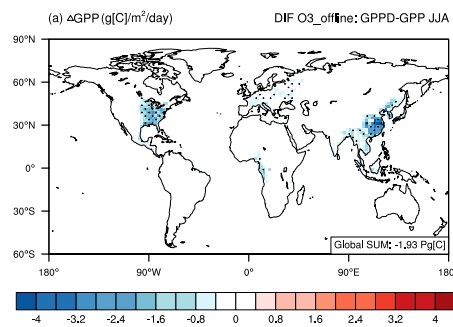 (a) △GPP (g[C]/m²/day) DIF O3_offline: GPPD-GPP JJA
90°N
60°N
30°N
0°
30°S
60°S
Global SUM: -1.93 Pg[C]
180° 90°W 0° 90°E 180°
-4 -3.2 -2.4 -1.6 -0.8 0 0.8 1.6 2.4 3.2 4